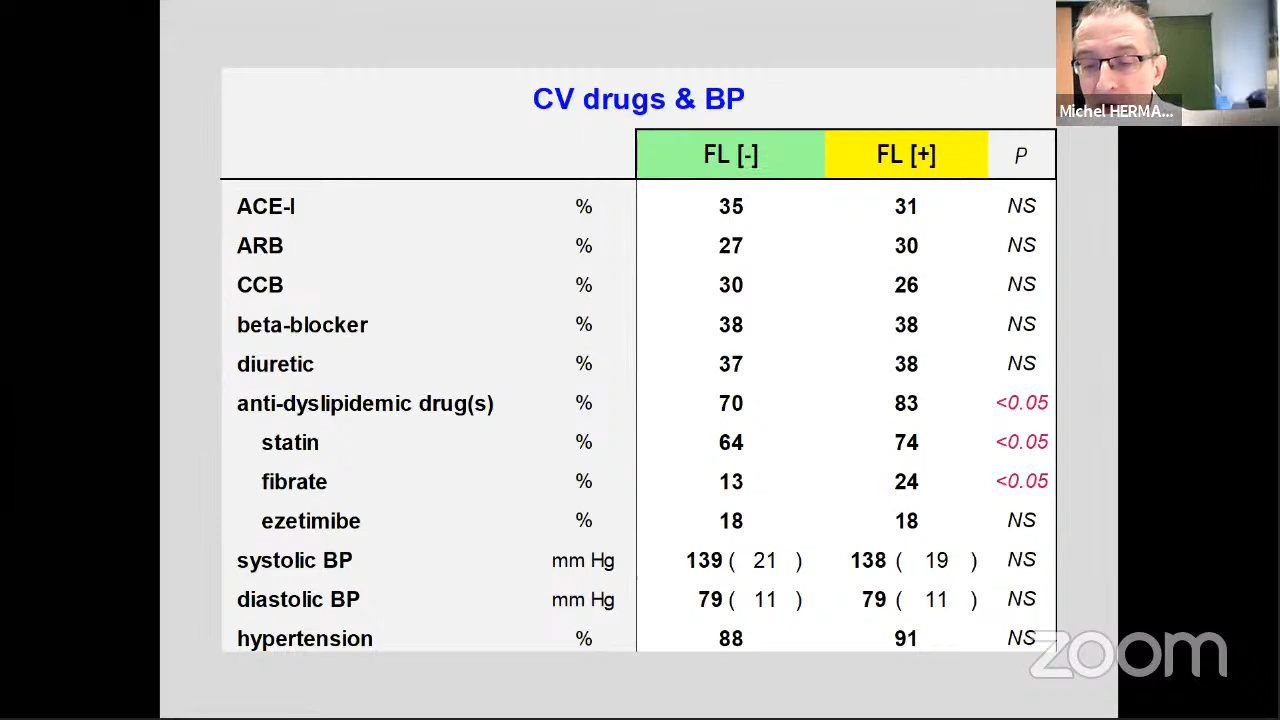 CV drugs & BP
Michel HERMA...
FL [-] FL [+] P
ACE-I % 35 31 NS
ARB % 27 30 NS
CCB % 30 26 NS
beta-blocker % 38 38 NS
diuretic % 37 38 NS
anti-dyslipidemic drug(s) % 70 83 <0.05
statin % 64 74 <0.05
fibrate % 13 24 <0.05
ezetimibe % 18 18 NS
systolic BP mm Hg 139 ( 21 ) 138 ( 19 ) NS
diastolic BP mm Hg 79 ( 11 ) 79 ( 11 ) NS
hypertension % 88 91 NS
zoom